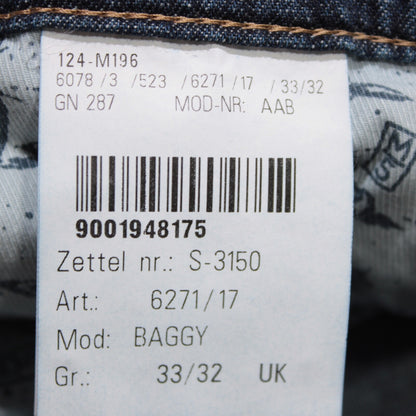 124-M196
6078 /3 /523 /6271 /17 /33/32
GN 287 MOD-NR: AAB
9001948175
Zettel nr.: S-3150
Art.: 6271/17
Mod: BAGGY
Gr.: 33/32 UK